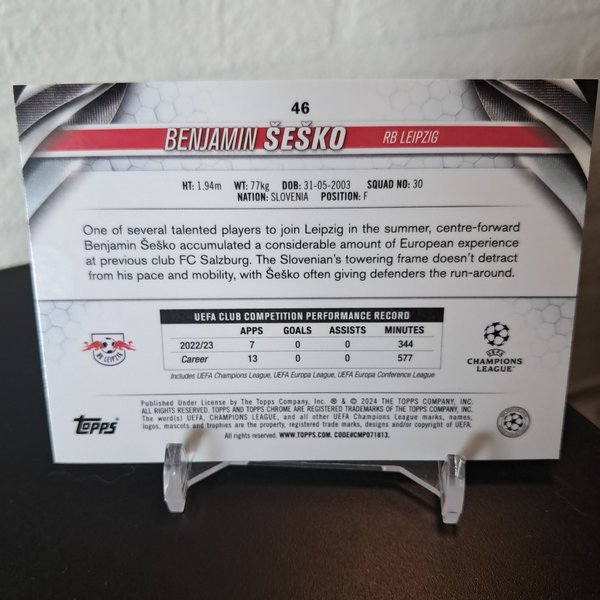 46
BENJAMIN ŠEŠKO
RB LEIPZIG
HT: 1.94m WT: 77kg DOB: 31-05-2003 SQUAD NO: 30
NATION: SLOVENIA POSITION: F
One of several talented players to join Leipzig in the summer, centre-forward
Benjamin Šeško accumulated a considerable amount of European experience
at previous club FC Salzburg. The Slovenian's towering frame doesn't detract
from his pace and mobility, with Šeško often giving defenders the run-around.
UEFA CLUB COMPETITION PERFORMANCE RECORD
APPS GOALS ASSISTS MINUTES
2022/23 7 0 0 344
Career 13 0 0 577
Includes UEFA Champions League, UEFA Europa League, UEFA Europa Conference League
RB LEIPZIG
UEFA
CHAMPIONS
LEAGUE
Topps
Published Under License by The Topps Company, Inc. ® & © 2024 THE TOPPS COMPANY, INC.
ALL RIGHTS RESERVED. TOPPS AND TOPPS CHROME ARE REGISTERED TRADEMARKS OF THE TOPPS COMPANY, INC.
The word(s) UEFA, CHAMPIONS LEAGUE, and all other UEFA Champions League marks, names,
logos, mascots and trophies are the property, registered trade marks, designs and/or copyright of UEFA.
All rights reserved. WWW.TOPPS.COM. CODE#CMP071813.